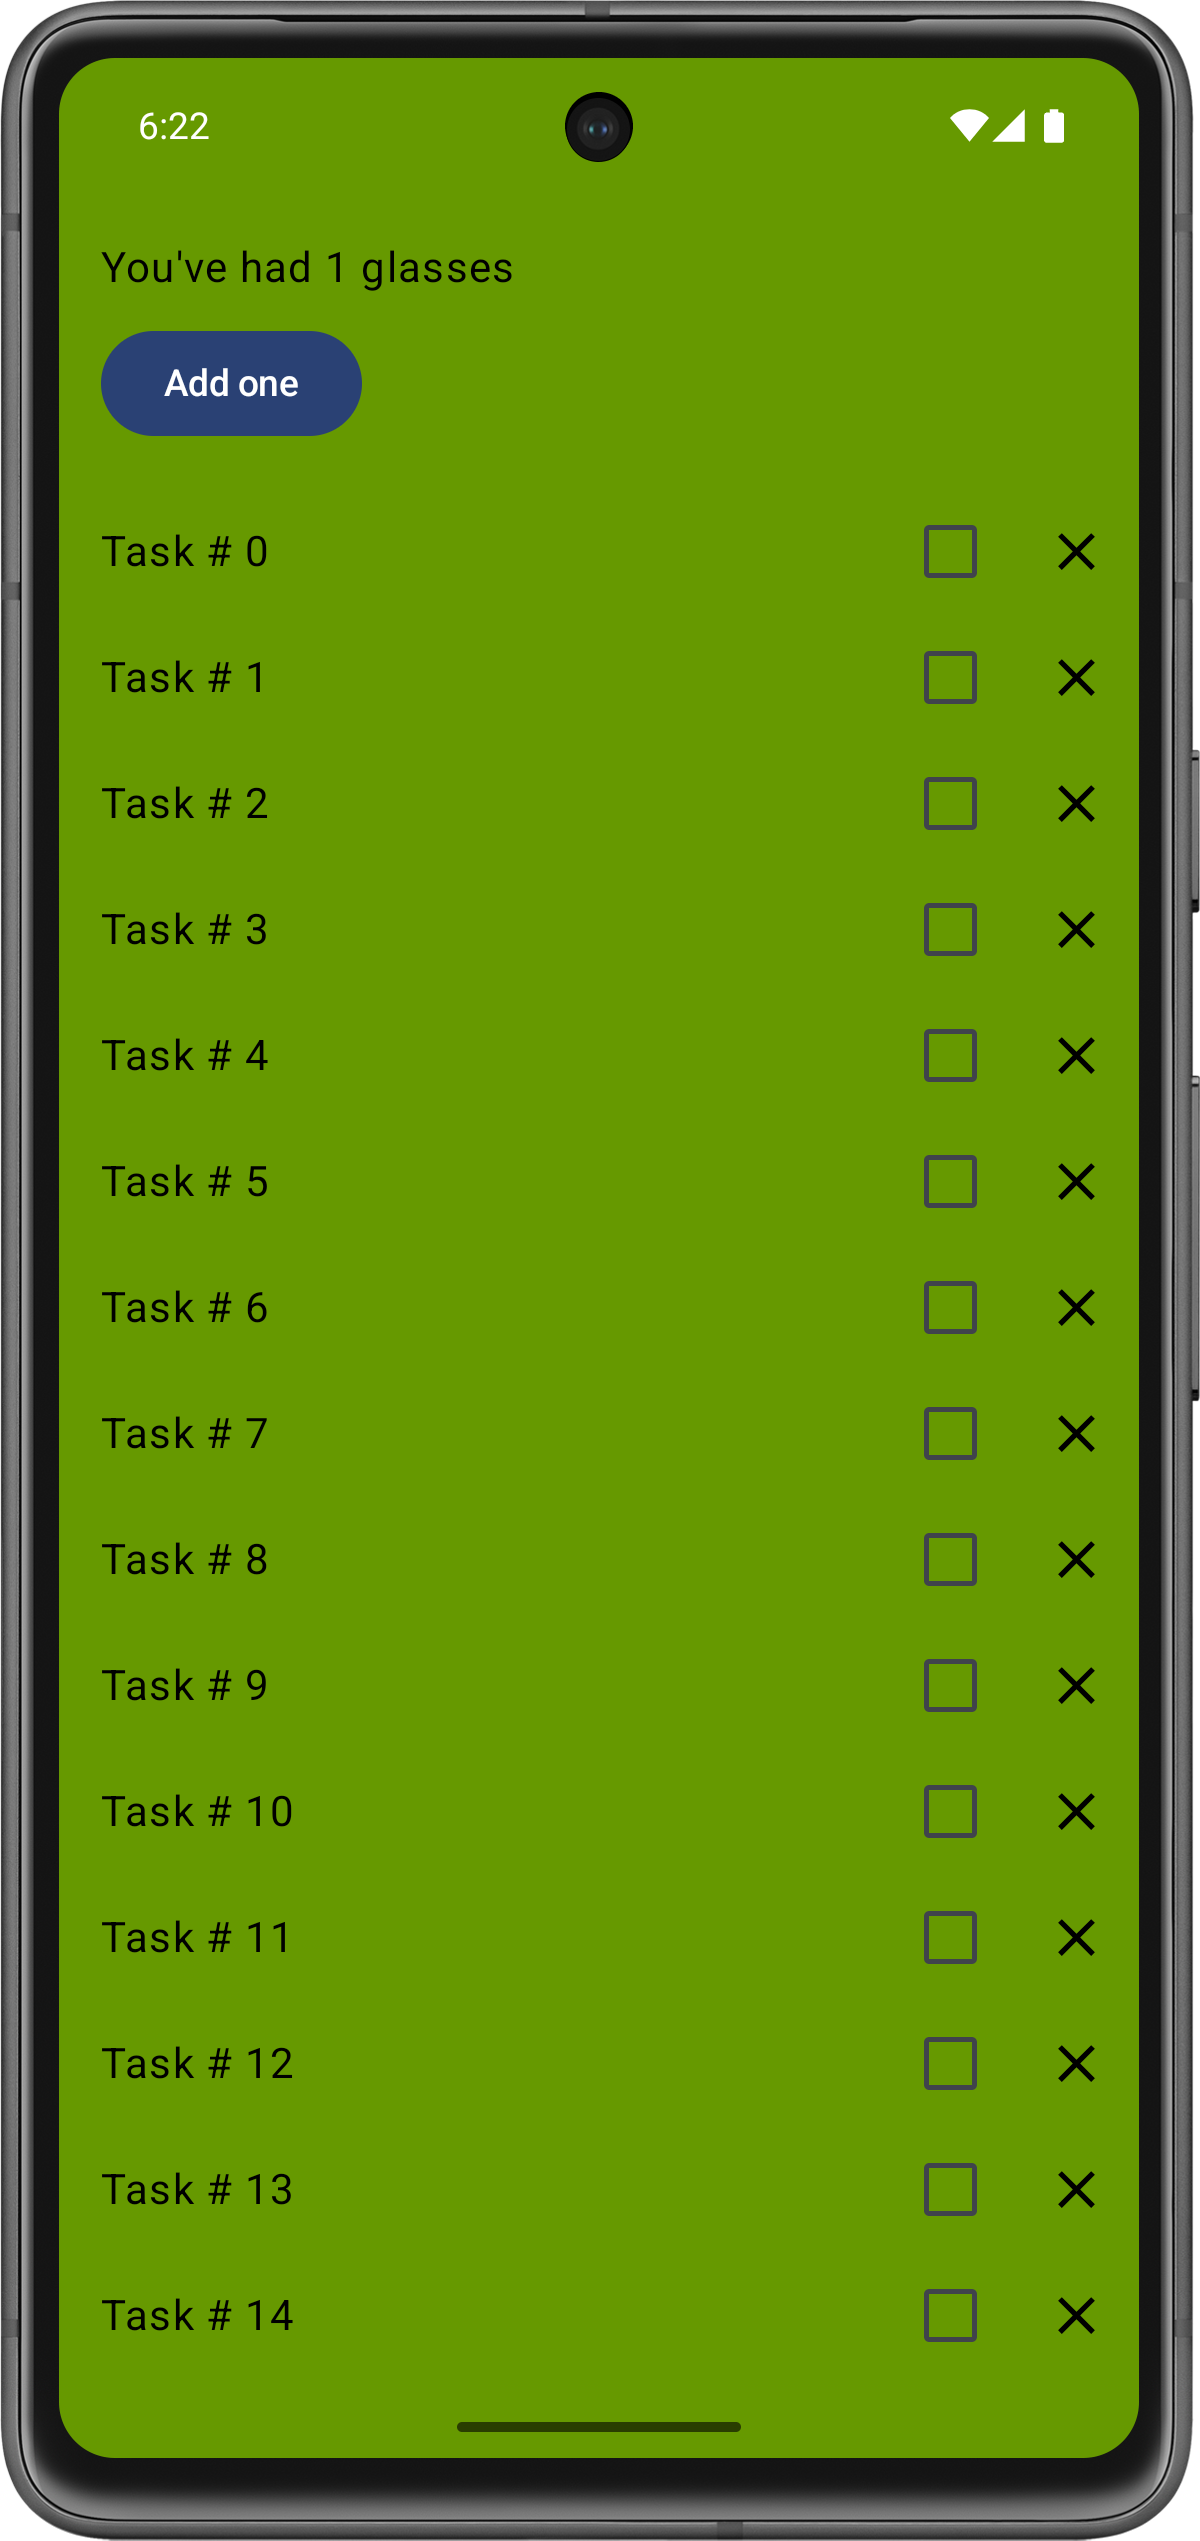 6:22
You've had 1 glasses
Add one
Task # 0
Task # 1
Task # 2
Task # 3
Task # 4
Task # 5
Task # 6
Task # 7
Task # 8
Task # 9
Task # 10
Task # 11
Task # 12
Task # 13
Task # 14